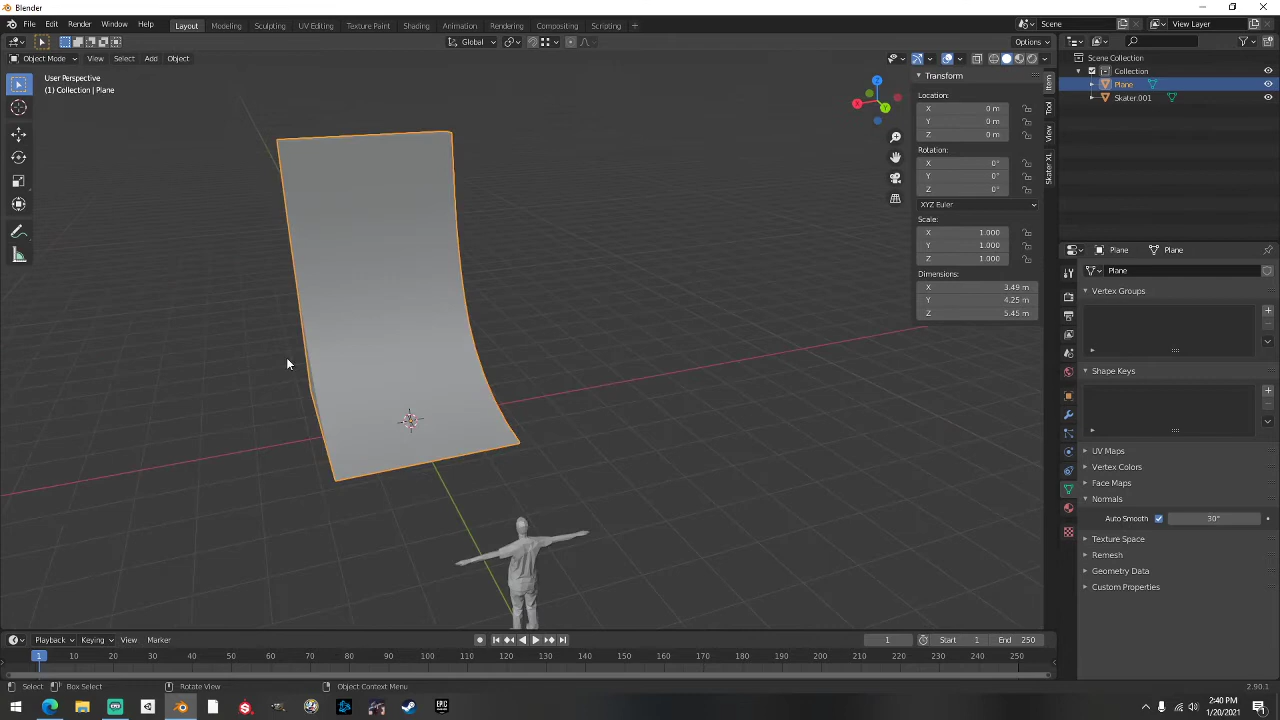 Blender
File Edit Render Window Help Layout Modeling Sculpting UV Editing Texture Paint Shading Animation Rendering Compositing Scripting + Scene View Layer
Global Options
Object Mode View Select Add Object
User Perspective
(1) Collection | Plane
X
Y
Z
Transform
Location:
X 0 m
Y 0 m
Z 0 m
Rotation:
X 0°
Y 0°
Z 0°
XYZ Euler
Scale:
X 1.000
Y 1.000
Z 1.000
Dimensions:
X 3.49 m
Y 4.25 m
Z 5.45 m
Item
Tool
View
Skater XL
Scene Collection
Collection
Plane
Skater.001
Plane Plane
Plane
Vertex Groups
Shape Keys
UV Maps
Vertex Colors
Face Maps
Normals
Auto Smooth 30°
Texture Space
Remesh
Geometry Data
Custom Properties
Playback Keying View Marker 1 Start 1 End 250
1 10 20 30 40 50 60 70 80 90 100 110 120 130 140 150 160 170 180 190 200 210 220 230 240 250
Select Box Select Rotate View Object Context Menu 2.90.1
EPIC
2:40 PM
1/20/2021